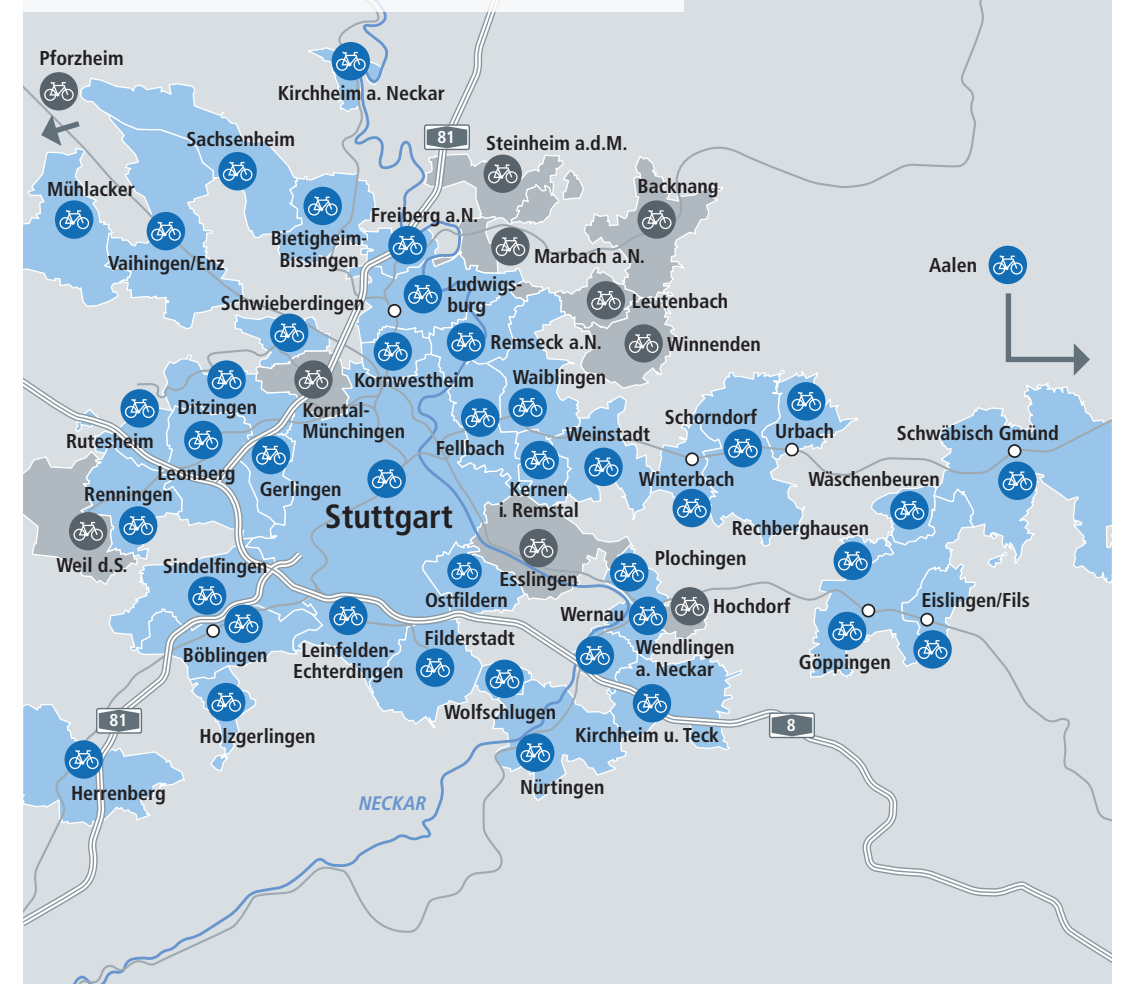 Pforzheim
Kirchheim a. Neckar
81
Sachsenheim
Steinheim a.d.M.
Mühlacker
Backnang
Freiberg a.N.
Bietigheim-
Bissingen
Marbach a.N.
Vaihingen/Enz
Aalen
Ludwigs-
burg
Leutenbach
Schwieberdingen
Remseck a.N.
Winnenden
Kornwestheim
Waiblingen
Ditzingen
Korntal-
Münchingen
Rutesheim
Schorndorf
Urbach
Schwäbisch Gmünd
Fellbach
Weinstadt
Leonberg
Gerlingen
Renningen
Kernen
i. Remstal
Winterbach
Wäschenbeuren
Stuttgart
Rechberghausen
Weil d.S.
Sindelfingen
Esslingen
Plochingen
Ostfildern
Wernau
Hochdorf
Eislingen/Fils
Böblingen
Leinfelden-
Echterdingen
Filderstadt
Wendlingen
a. Neckar
Göppingen
Wolfschlugen
Holzgerlingen
81
Kirchheim u. Teck
8
Herrenberg
Nürtingen
NECKAR